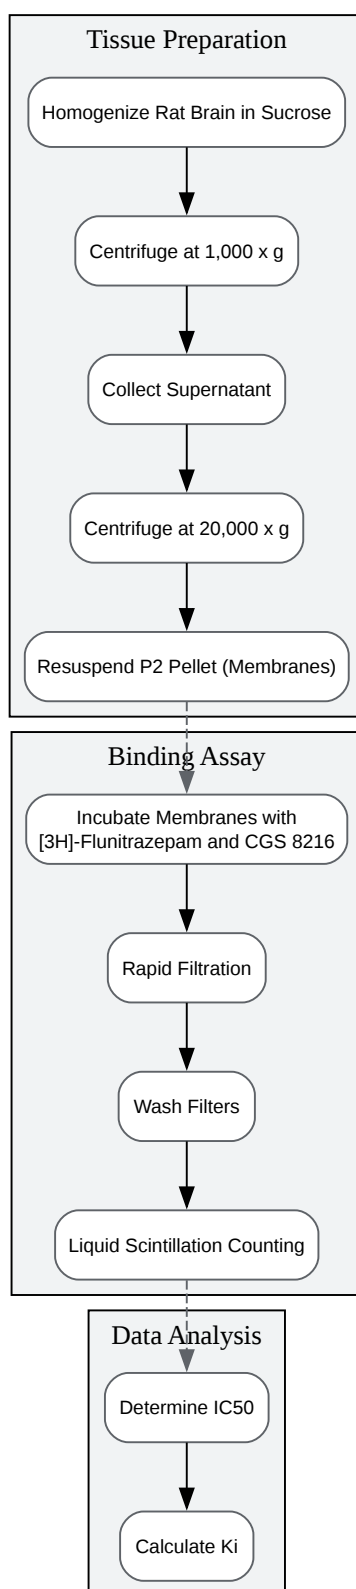 Tissue Preparation
Homogenize Rat Brain in Sucrose
Centrifuge at 1,000 x g
Collect Supernatant
Centrifuge at 20,000 x g
Resuspend P2 Pellet (Membranes)
Binding Assay
Incubate Membranes with
[3H]-Flunitrazepam and CGS 8216
Rapid Filtration
Wash Filters
Liquid Scintillation Counting
Data Analysis
Determine IC50
Calculate Ki